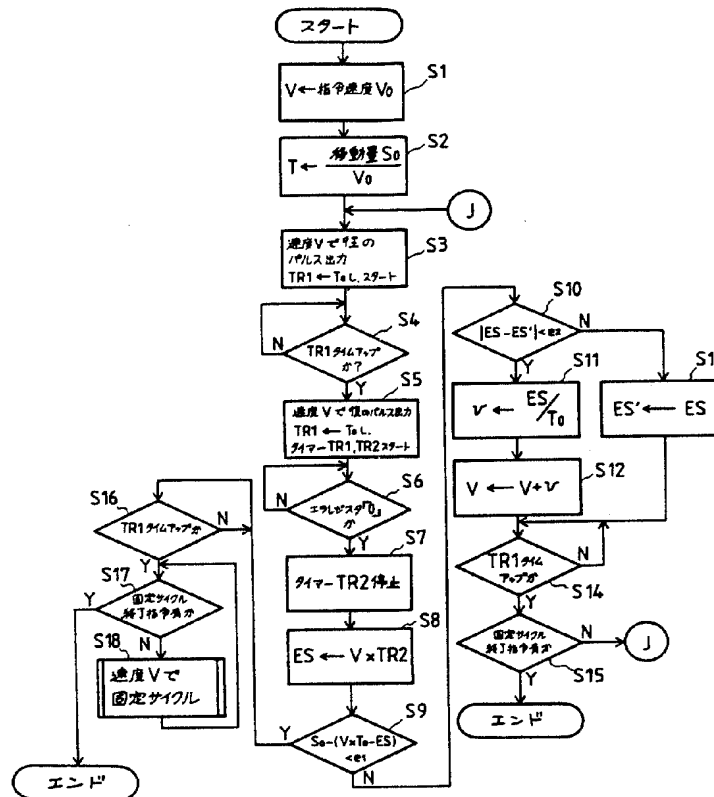 スタート
S1
V←指令速度V0
S2
T← 移動量S0
V0
J
速度Vで正の
パルス出力
TR1←T0し、スタート
S3
S4
TR1タイムアップ
か?
N
Y
S5
速度Vで負のパルス出力
TR1←T0し、
タイマーTR1,TR2スタート
S6
エラレジスタ「0」
か
N
Y
S7
タイマーTR2停止
S8
ES←V×TR2
S9
S0-(V×T0-ES)
<e1
Y
N
S16
TR1タイムアップか
N
Y
S17
固定サイクル
終了指令有か
Y
N
S18
速度Vで
固定サイクル
エンド
S10
|ES-ES'|<e2
N
Y
S11
v← ES/T0
S1
ES'←ES
S12
V←V+v
TR1タイム
アップか
N
Y
S14
固定サイクル
終了指令有か
N
J
S15
Y
エンド